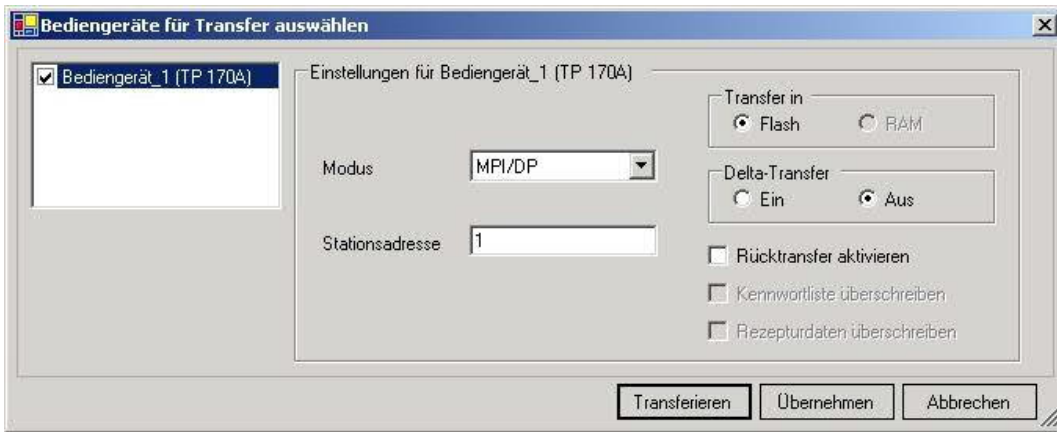 Bediengeräte für Transfer auswählen
Bediengerät_1 (TP 170A)
Einstellungen für Bediengerät_1 (TP 170A)
Modus
MPI/DP
Stationsadresse
1
Transfer in
Flash
RAM
Delta-Transfer
Ein
Aus
Rücktransfer aktivieren
Kennwortliste überschreiben
Rezepturdaten überschreiben
Transferieren
Übernehmen
Abbrechen